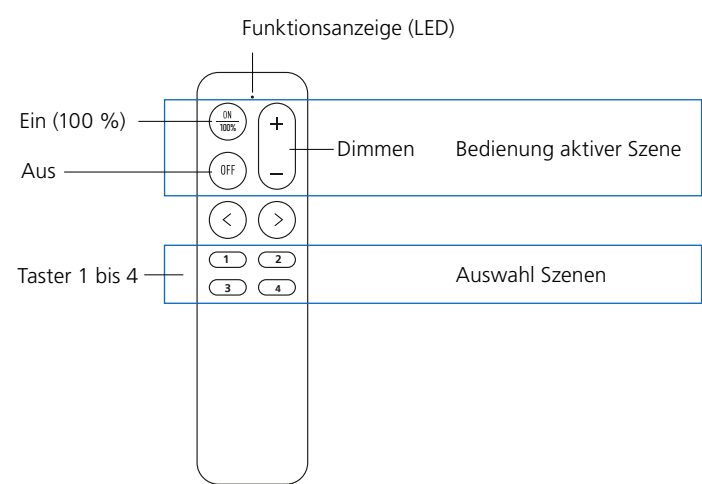 Funktionsanzeige (LED)
Ein (100 %)
ON
100%
+
Dimmen
Bedienung aktiver Szene
Aus
OFF
–
< >
1 2
Taster 1 bis 4
Auswahl Szenen
3 4